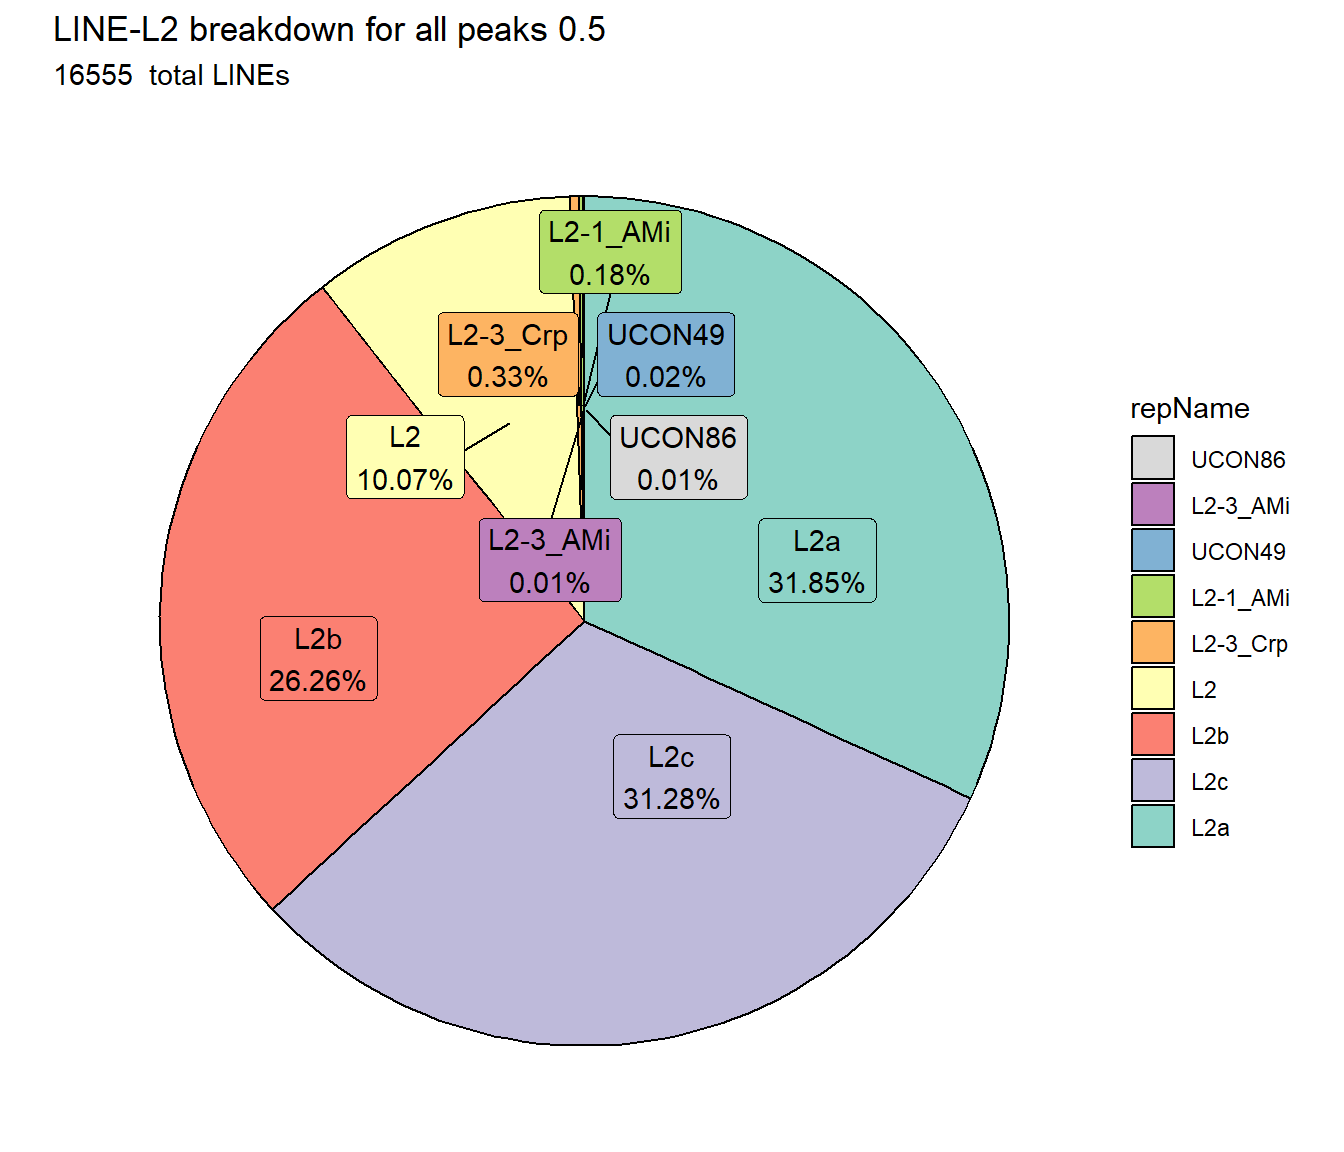 LINE-L2 breakdown for all peaks 0.5
16555  total LINEs
L2-1_AMi
0.18%
L2-3_Crp
0.33%
UCON49
0.02%
L2
10.07%
UCON86
0.01%
L2-3_AMi
0.01%
L2a
31.85%
L2b
26.26%
L2c
31.28%
repName
UCON86
L2-3_AMi
UCON49
L2-1_AMi
L2-3_Crp
L2
L2b
L2c
L2a